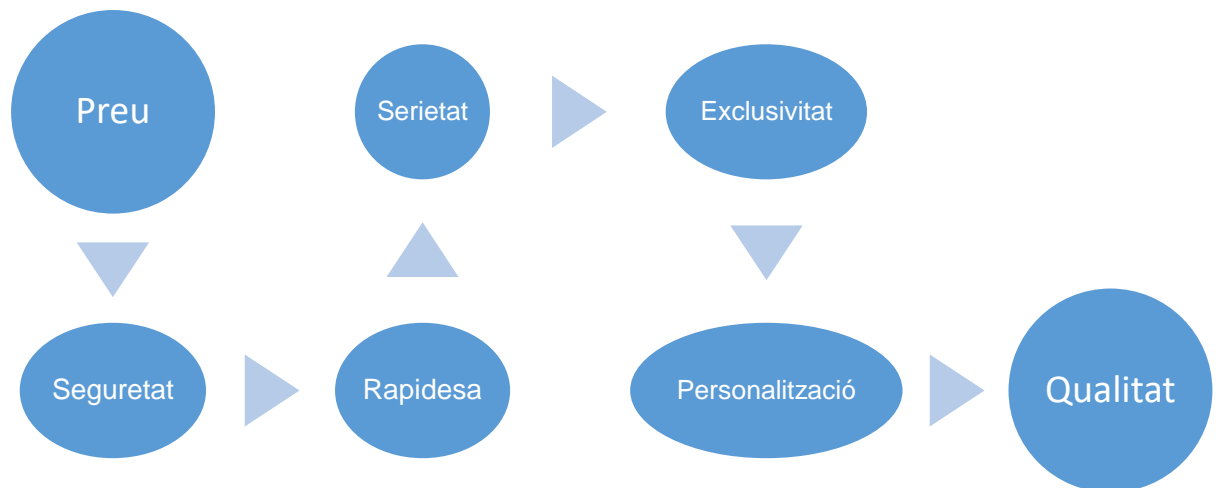 Preu
Seguretat
Rapidesa
Serietat
Exclusivitat
Personalització
Qualitat